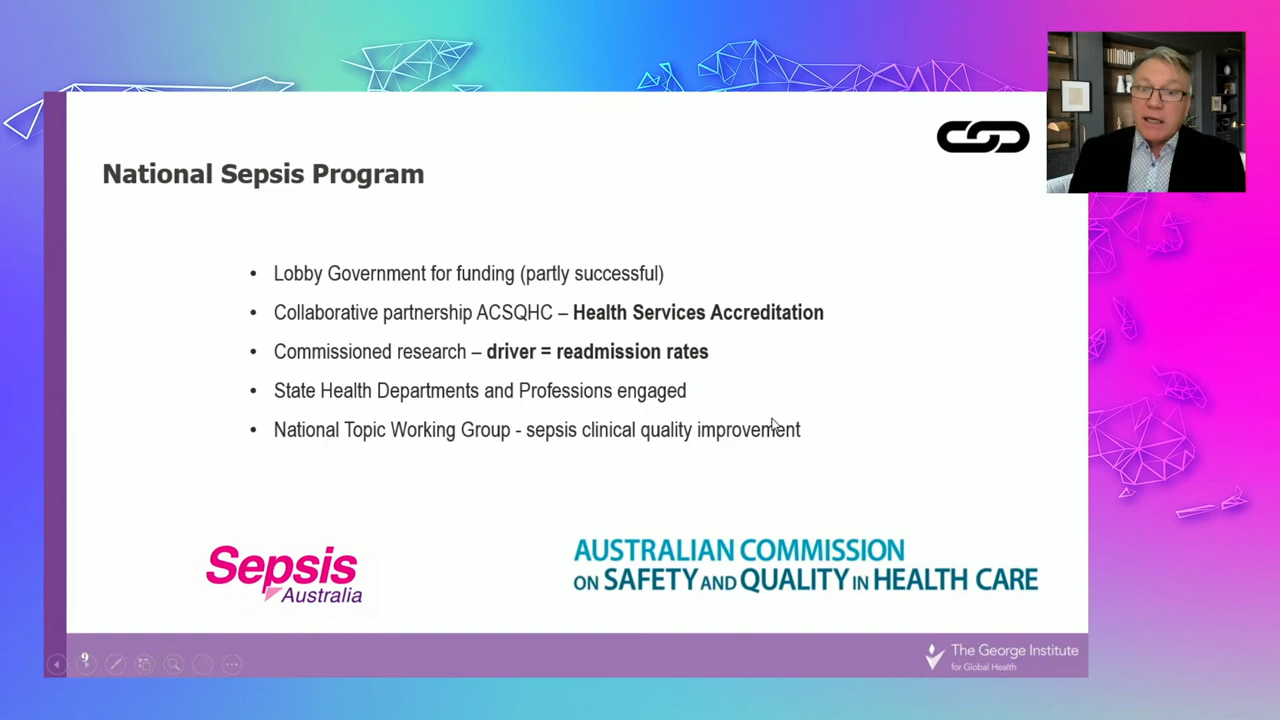 National Sepsis Program
• Lobby Government for funding (partly successful)
• Collaborative partnership ACSQHC – Health Services Accreditation
• Commissioned research – driver = readmission rates
• State Health Departments and Professions engaged
• National Topic Working Group - sepsis clinical quality improvement
Sepsis
Australia
AUSTRALIAN COMMISSION
ON SAFETY AND QUALITY IN HEALTH CARE
9
The George Institute
for Global Health